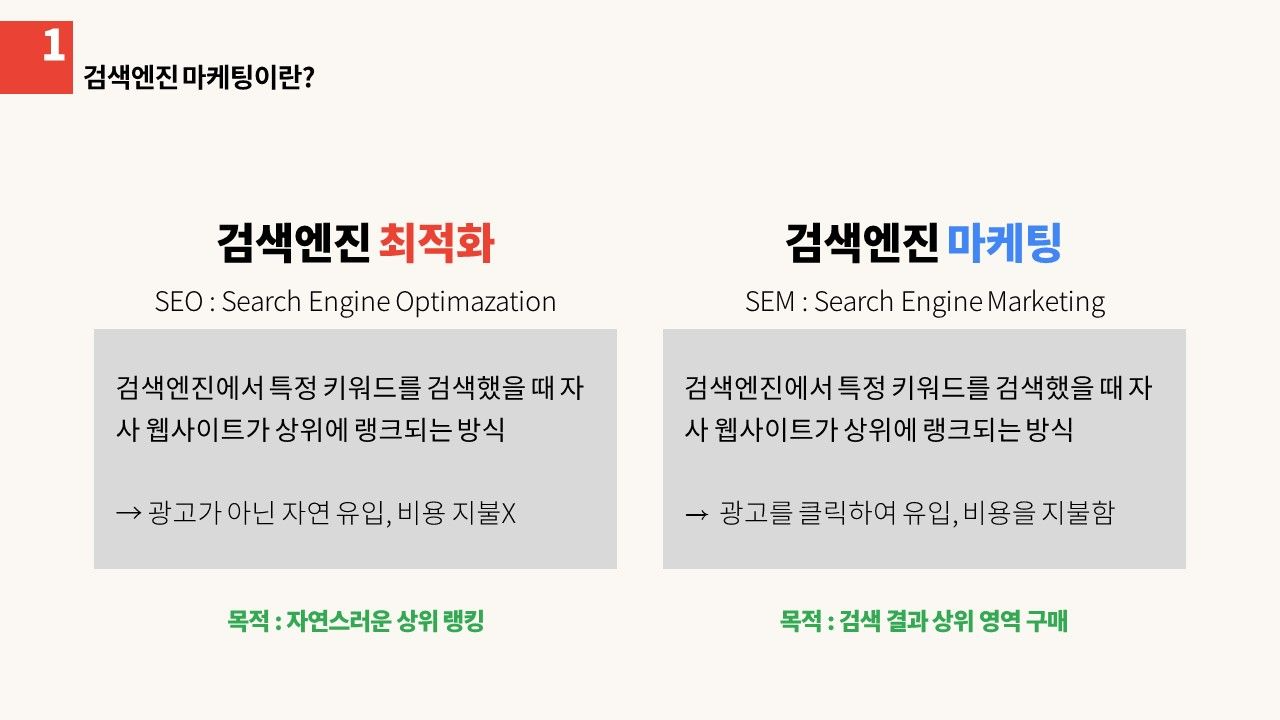 1
검색엔진 마케팅이란?
검색엔진 최적화
SEO : Search Engine Optimazation
검색엔진에서 특정 키워드를 검색했을 때 자
사 웹사이트가 상위에 랭크되는 방식
→ 광고가 아닌 자연 유입, 비용 지불X
목적 : 자연스러운 상위 랭킹
검색엔진 마케팅
SEM : Search Engine Marketing
검색엔진에서 특정 키워드를 검색했을 때 자
사 웹사이트가 상위에 랭크되는 방식
→ 광고를 클릭하여 유입, 비용을 지불함
목적 : 검색 결과 상위 영역 구매